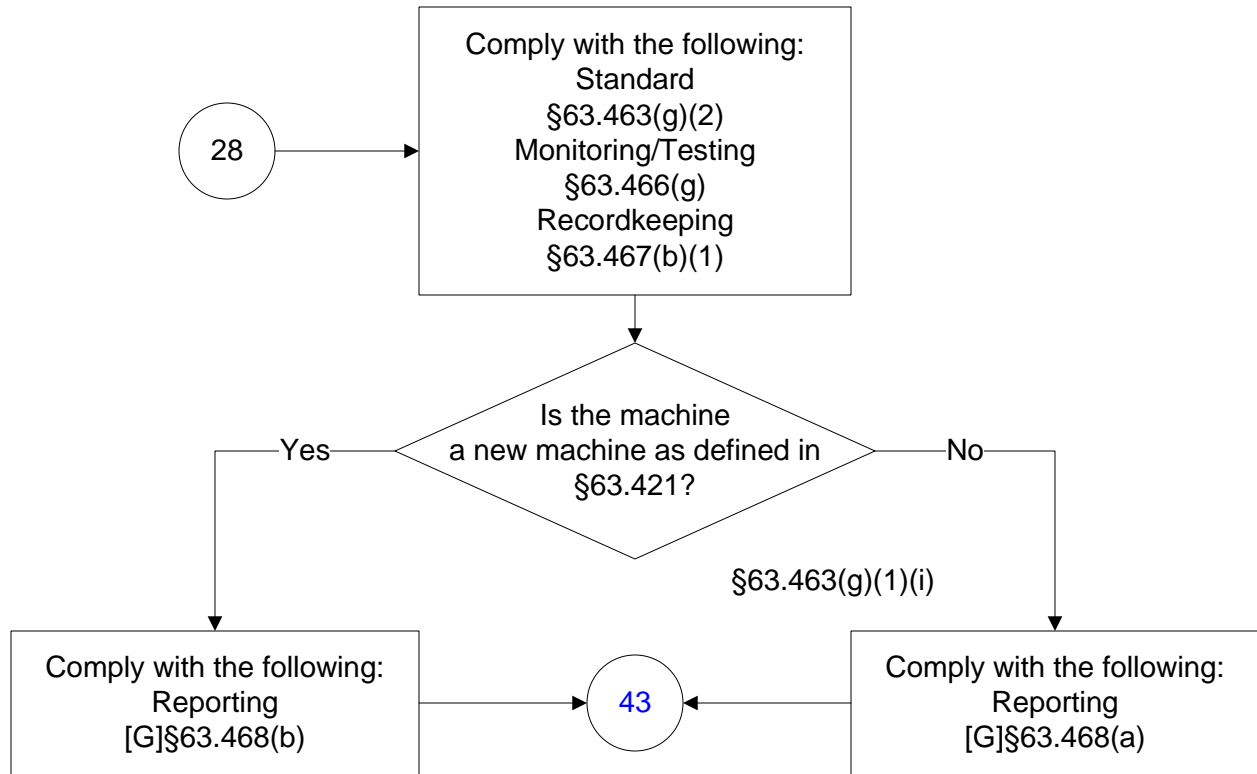 Comply with the following:
Standard
§63.463(g)(2)
Monitoring/Testing
§63.466(g)
Recordkeeping
§63.467(b)(1)
28
Is the machine
a new machine as defined in
§63.421?
Yes
No
§63.463(g)(1)(i)
Comply with the following:
Reporting
[G]§63.468(b)
43
Comply with the following:
Reporting
[G]§63.468(a)